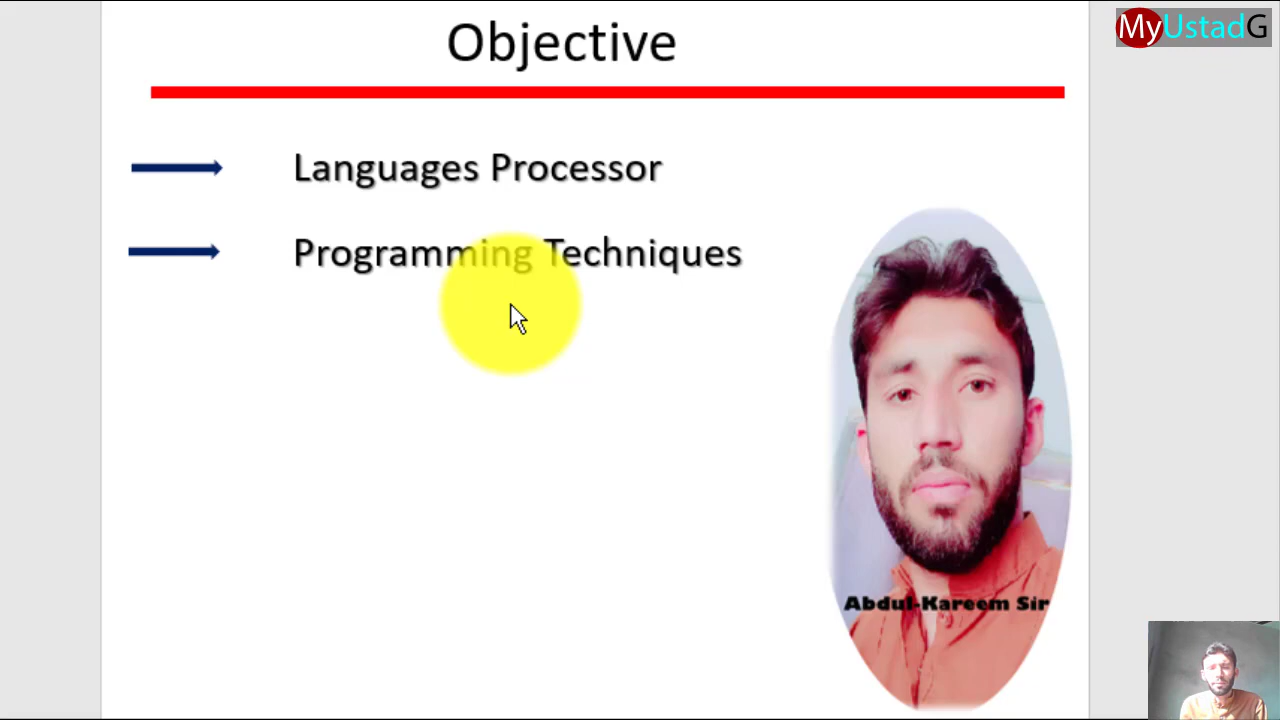 Objective
MyUstadG
Languages Processor
Programming Techniques
Abdul-Kareem Sir